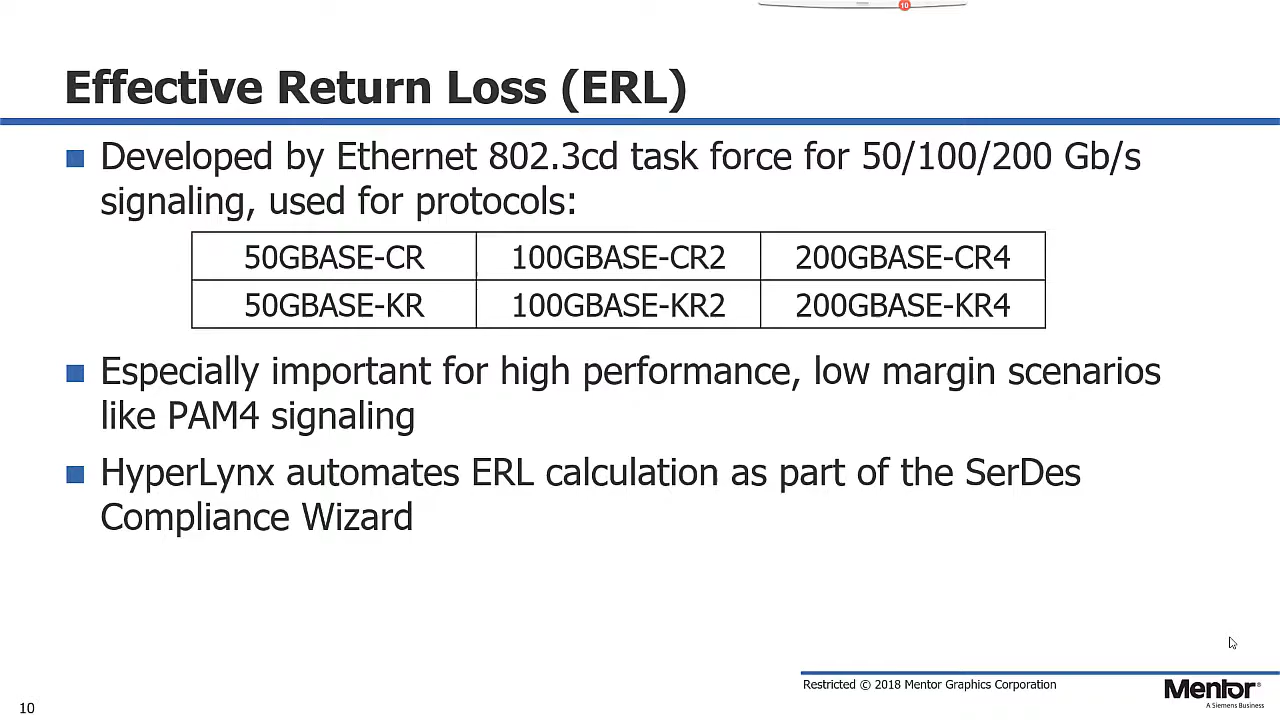 10
Effective Return Loss (ERL)
Developed by Ethernet 802.3cd task force for 50/100/200 Gb/s
signaling, used for protocols:
50GBASE-CR 100GBASE-CR2 200GBASE-CR4
50GBASE-KR 100GBASE-KR2 200GBASE-KR4
Especially important for high performance, low margin scenarios
like PAM4 signaling
HyperLynx automates ERL calculation as part of the SerDes
Compliance Wizard
Restricted © 2018 Mentor Graphics Corporation
Mentor®
A Siemens Business
10